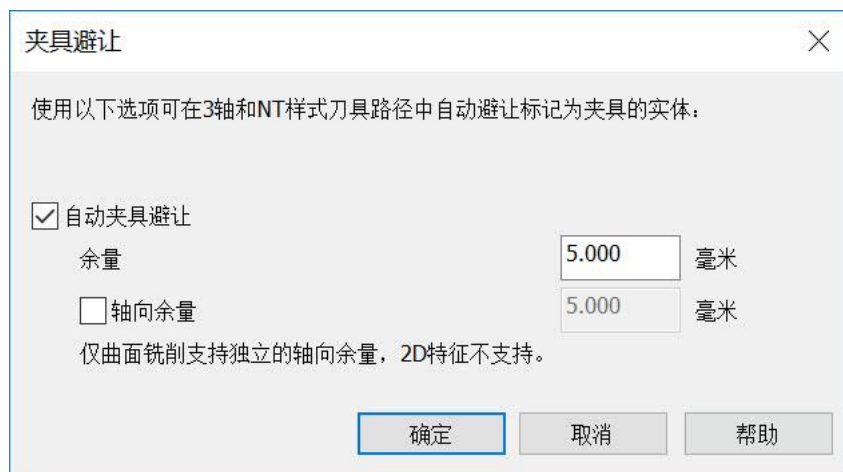 夹具避让
使用以下选项可在3轴和NT样式刀具路径中自动避让标记为夹具的实体：
自动夹具避让
余量 5.000 毫米
轴向余量 5.000 毫米
仅曲面铣削支持独立的轴向余量，2D特征不支持。
确定 取消 帮助